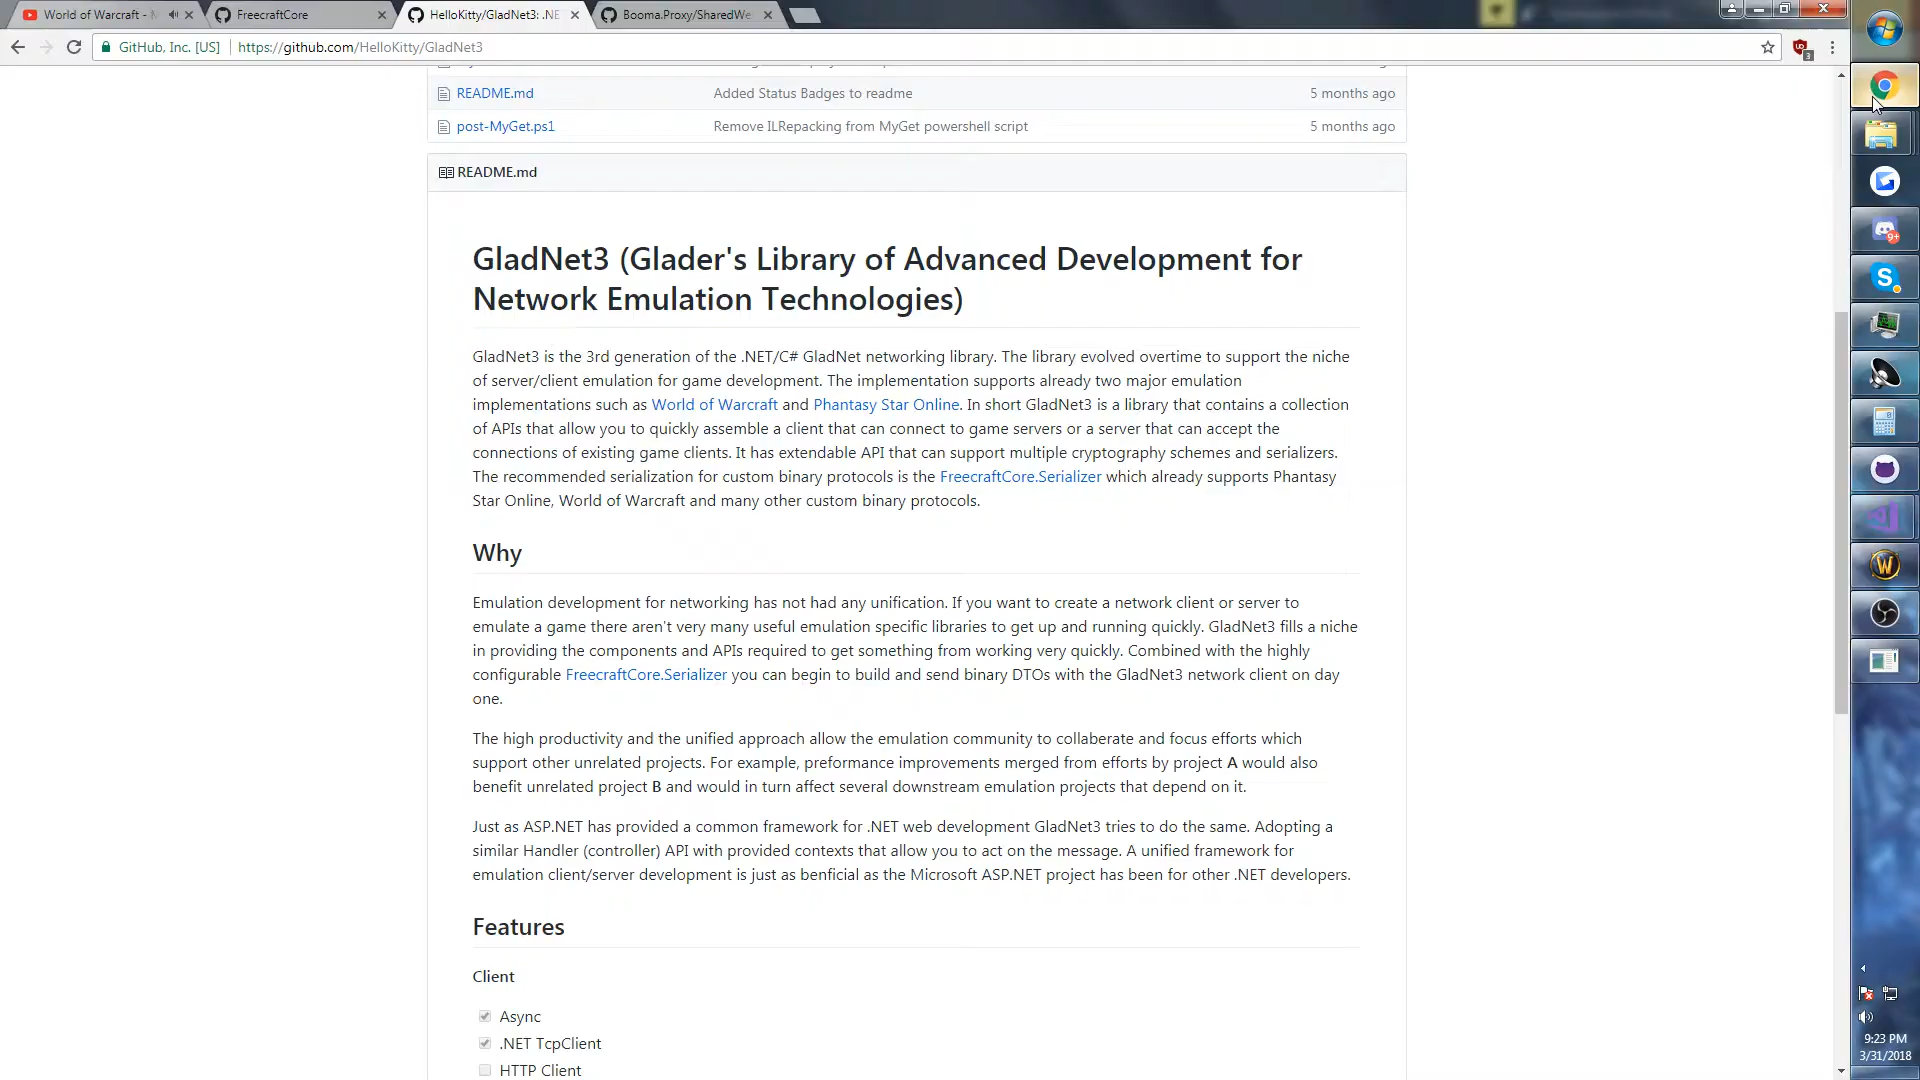 World of Warcraft - M
FreecraftCore
HelloKitty/GladNet3: .NE
Booma.Proxy/SharedWe
GitHub, Inc. [US]
https://github.com/HelloKitty/GladNet3
3
README.md
Added Status Badges to readme
5 months ago
post-MyGet.ps1
Remove ILRepacking from MyGet powershell script
5 months ago
README.md
GladNet3 (Glader's Library of Advanced Development for
Network Emulation Technologies)
GladNet3 is the 3rd generation of the .NET/C# GladNet networking library. The library evolved overtime to support the niche
of server/client emulation for game development. The implementation supports already two major emulation
implementations such as World of Warcraft and Phantasy Star Online. In short GladNet3 is a library that contains a collection
of APIs that allow you to quickly assemble a client that can connect to game servers or a server that can accept the
connections of existing game clients. It has extendable API that can support multiple cryptography schemes and serializers.
The recommended serialization for custom binary protocols is the FreecraftCore.Serializer which already supports Phantasy
Star Online, World of Warcraft and many other custom binary protocols.
Why
Emulation development for networking has not had any unification. If you want to create a network client or server to
emulate a game there aren't very many useful emulation specific libraries to get up and running quickly. GladNet3 fills a niche
in providing the components and APIs required to get something from working very quickly. Combined with the highly
configurable FreecraftCore.Serializer you can begin to build and send binary DTOs with the GladNet3 network client on day
one.
The high productivity and the unified approach allow the emulation community to collaberate and focus efforts which
support other unrelated projects. For example, preformance improvements merged from efforts by project A would also
benefit unrelated project B and would in turn affect several downstream emulation projects that depend on it.
Just as ASP.NET has provided a common framework for .NET web development GladNet3 tries to do the same. Adopting a
similar Handler (controller) API with provided contexts that allow you to act on the message. A unified framework for
emulation client/server development is just as benficial as the Microsoft ASP.NET project has been for other .NET developers.
Features
Client
Async
.NET TcpClient
HTTP Client
9+
9:23 PM
3/31/2018